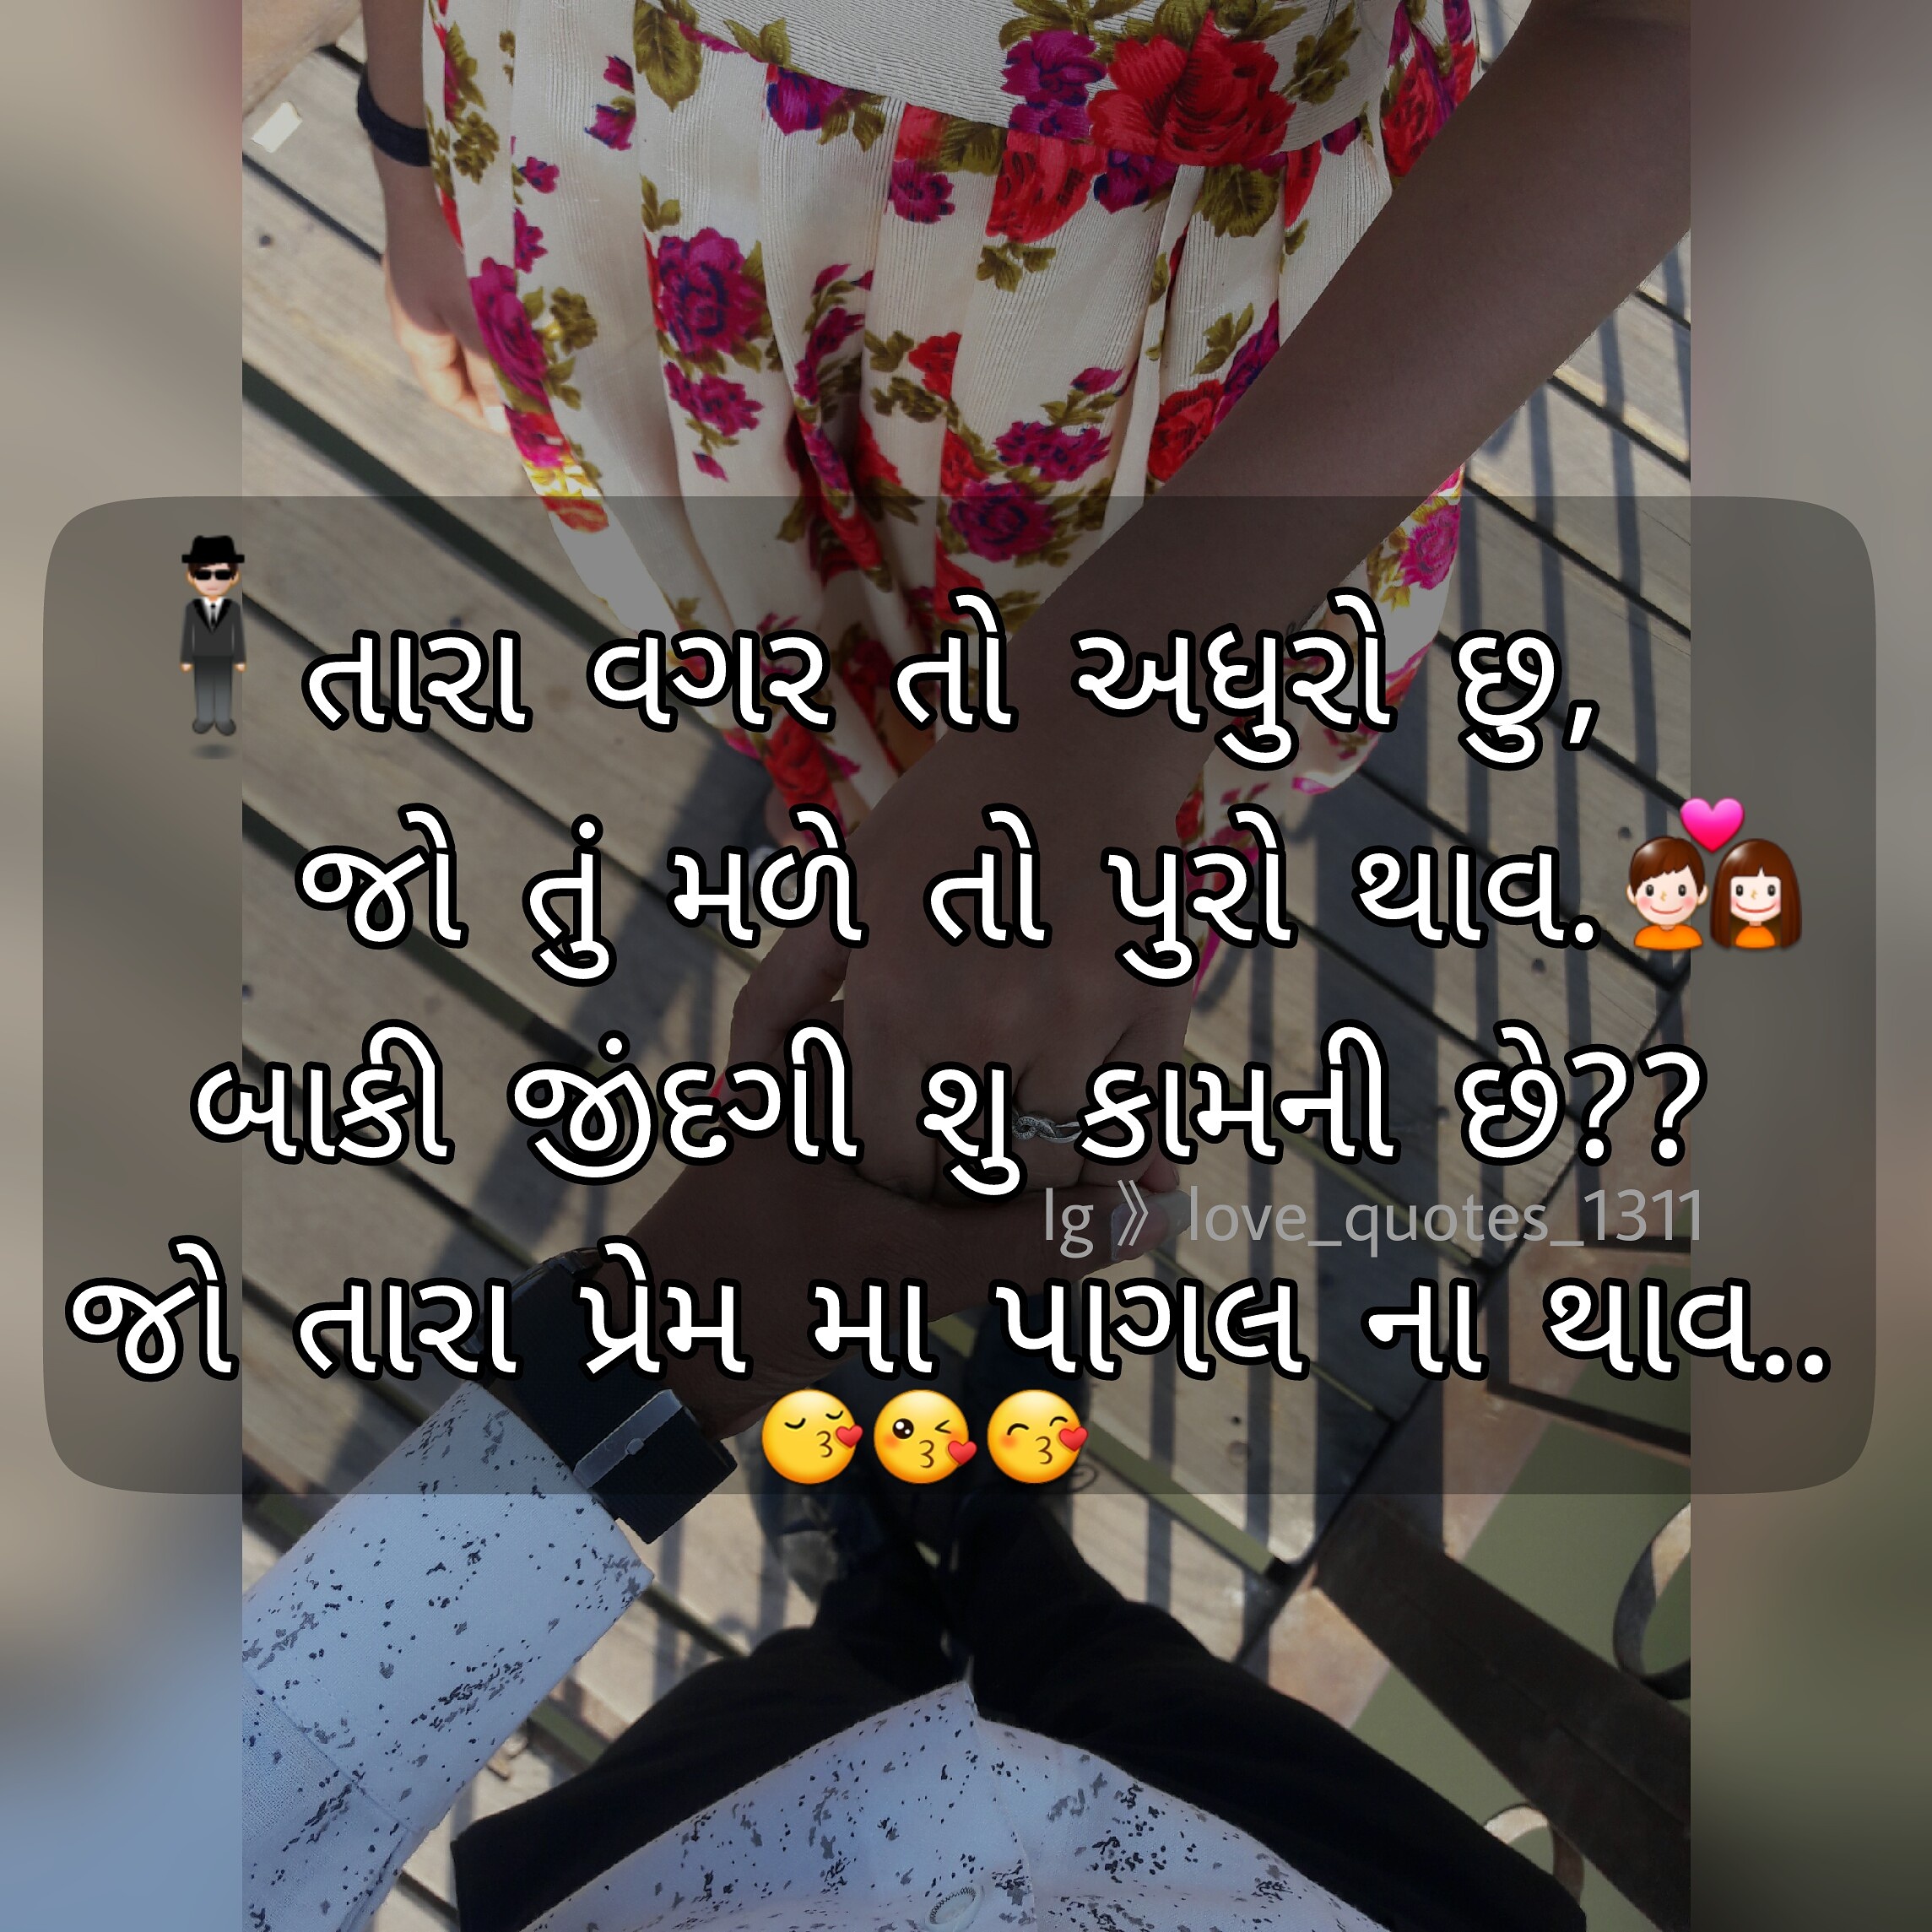 તારા વગર તો અધુરો છુ,
જો તું મળે તો પુરો થાવ.
બાકી જીંદગી શુ કામની છે??
Ig 》love_quotes_1311
જો તારા પ્રેમ મા પાગલ ના થાવ..